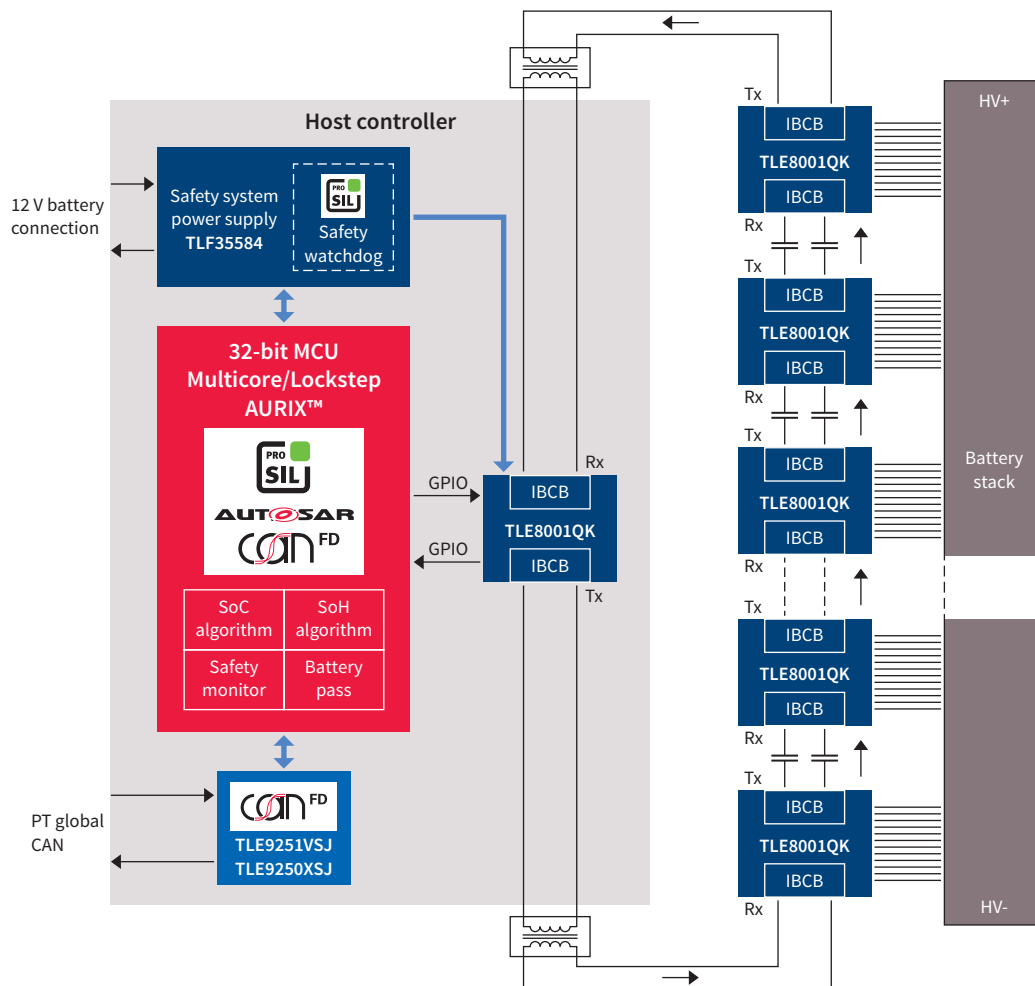 Host controller
12 V battery
connection
Safety system
power supply
TLF35584
PRO
SIL
Safety
watchdog
32-bit MCU
Multicore/Lockstep
AURIX™
PRO
SIL
AUTOSAR
CAN FD
SoC
algorithm
SoH
algorithm
Safety
monitor
Battery
pass
PT global
CAN
CAN FD
TLE9251VSJ
TLE9250XSJ
GPIO
GPIO
Rx
IBCB
TLE8001QK
IBCB
Tx
Tx
IBCB
TLE8001QK
IBCB
Rx
Tx
IBCB
TLE8001QK
IBCB
Rx
Tx
IBCB
TLE8001QK
IBCB
Rx
Tx
IBCB
TLE8001QK
IBCB
Rx
Tx
IBCB
TLE8001QK
IBCB
Rx
HV+
Battery
stack
HV-